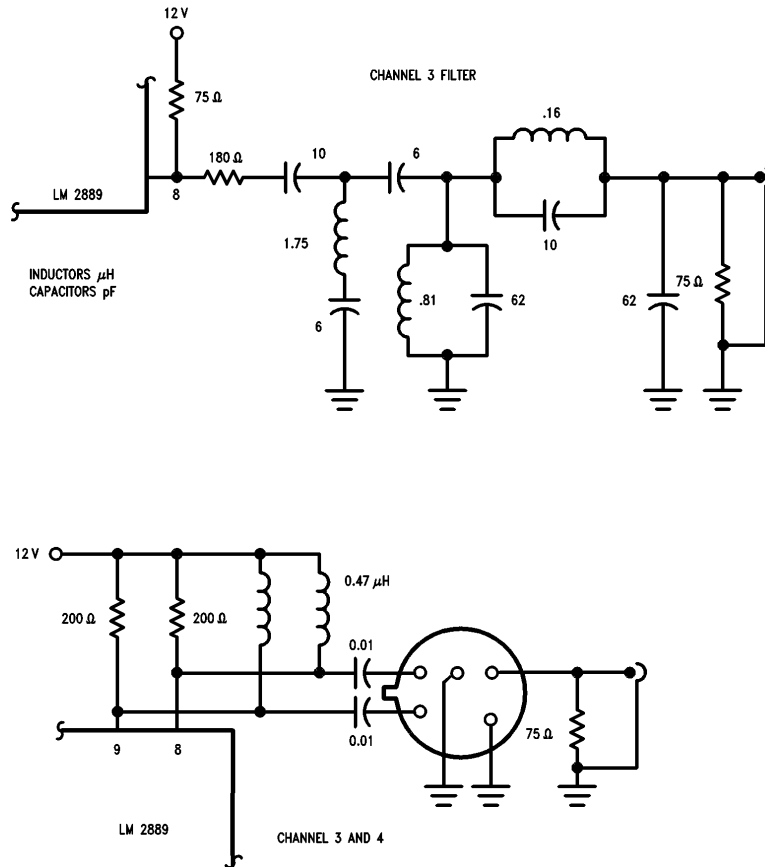 12 V
75 Ω
CHANNEL 3 FILTER
.16
180 Ω
10
6
LM 2889
8
10
1.75
INDUCTORS μH
CAPACITORS pF
75 Ω
.81
62
62
6
12 V
0.47 μH
200 Ω
200 Ω
0.01
0.01
75 Ω
9
8
LM 2889
CHANNEL 3 AND 4